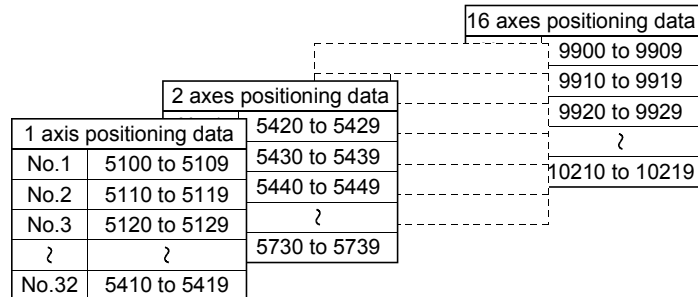 16 axes positioning data
9900 to 9909
9910 to 9919
9920 to 9929
≀
10210 to 10219
2 axes positioning data
5420 to 5429
5430 to 5439
5440 to 5449
≀
5730 to 5739
1 axis positioning data
No.1 5100 to 5109
No.2 5110 to 5119
No.3 5120 to 5129
≀ ≀
No.32 5410 to 5419